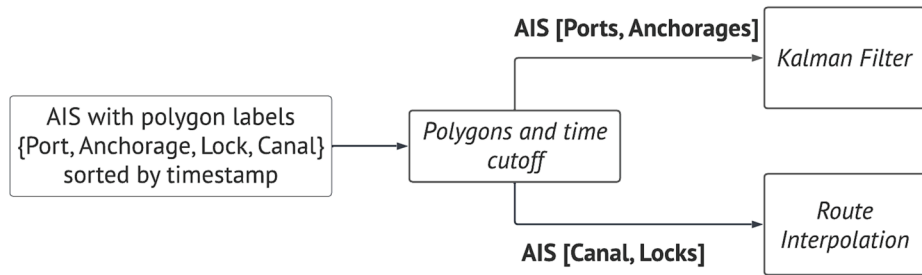 AIS with polygon labels
{Port, Anchorage, Lock, Canal}
sorted by timestamp
Polygons and time
cutoff
AIS [Ports, Anchorages]
Kalman Filter
AIS [Canal, Locks]
Route
Interpolation